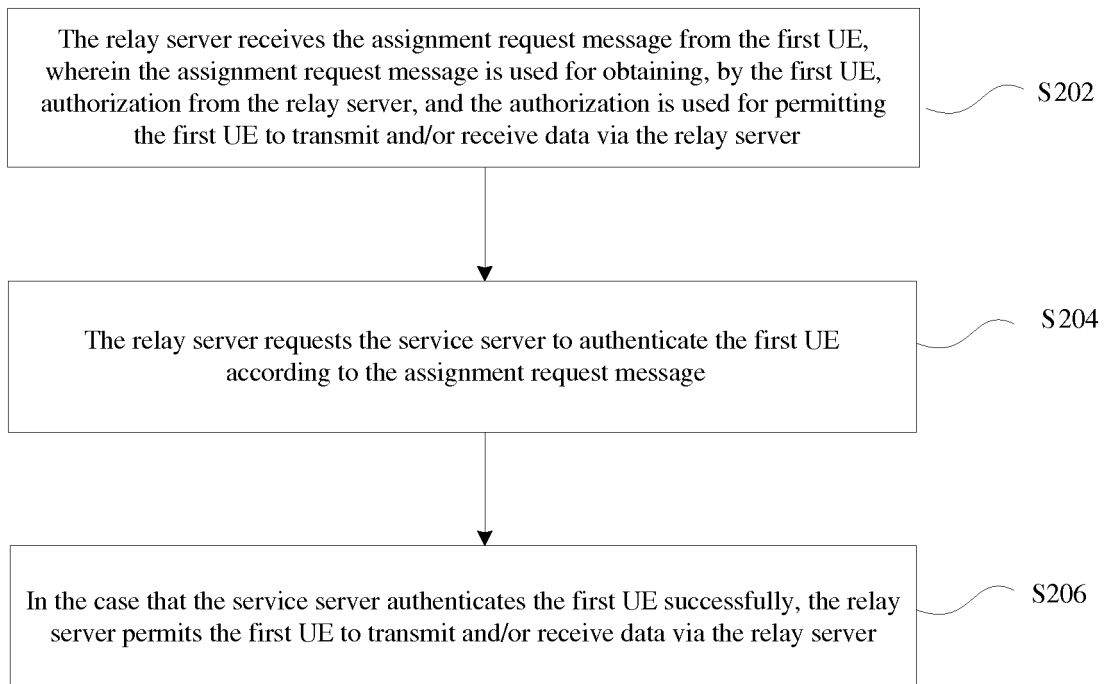 The relay server receives the assignment request message from the first UE,
wherein the assignment request message is used for obtaining, by the first UE,
authorization from the relay server, and the authorization is used for permitting
the first UE to transmit and/or receive data via the relay server
S202
The relay server requests the service server to authenticate the first UE
according to the assignment request message
S204
In the case that the service server authenticates the first UE successfully, the relay
server permits the first UE to transmit and/or receive data via the relay server
S206